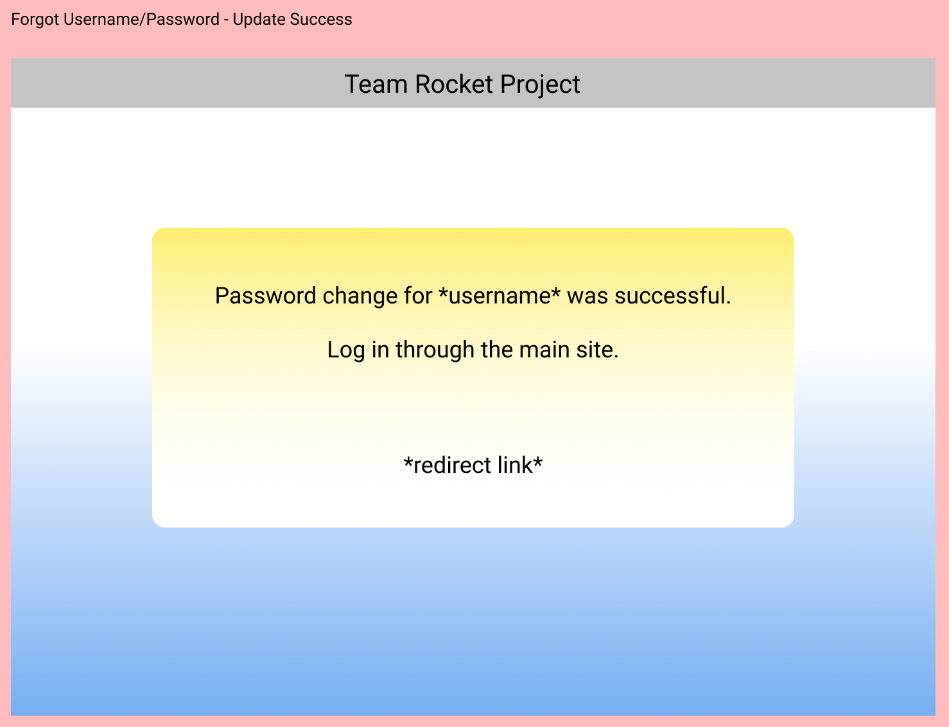 Forgot Username/Password - Update Success
Team Rocket Project
Password change for *username* was successful.
Log in through the main site.
*redirect link*